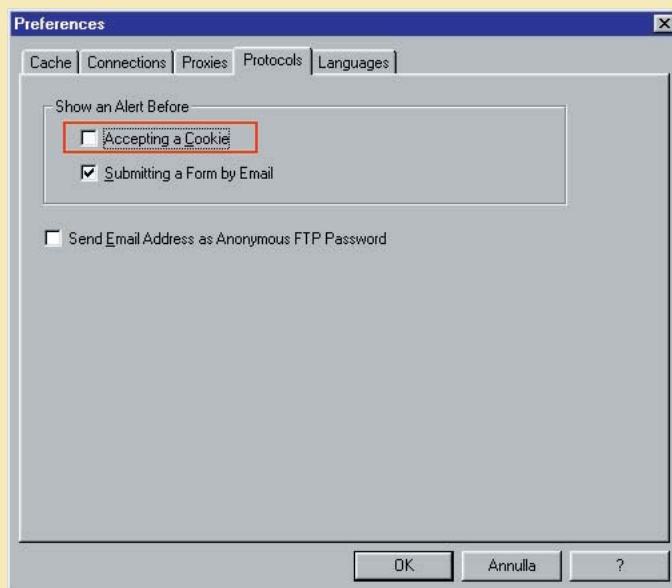 Preferences
Cache Connections Proxies Protocols Languages
Show an Alert Before
Accepting a Cookie
Submitting a Form by Email
Send Email Address as Anonymous FTP Password
OK Annulla ?